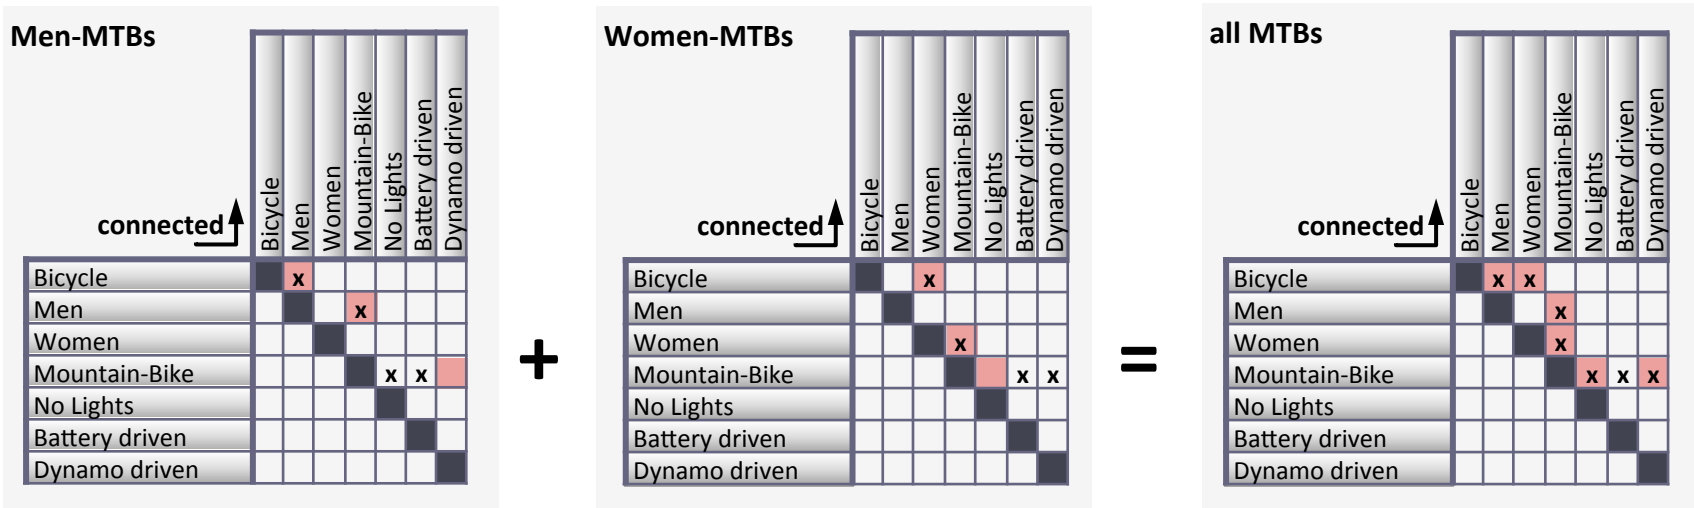 Men-MTBs
Bicycle
Men
Women
Mountain-Bike
No Lights
Battery driven
Dynamo driven
connected
Bicycle x
Men x
Women
Mountain-Bike x x
No Lights
Battery driven
Dynamo driven
+
Women-MTBs
Bicycle
Men
Women
Mountain-Bike
No Lights
Battery driven
Dynamo driven
connected
Bicycle x
Men
Women x
Mountain-Bike x x
No Lights
Battery driven
Dynamo driven
=
all MTBs
Bicycle
Men
Women
Mountain-Bike
No Lights
Battery driven
Dynamo driven
connected
Bicycle x x
Men x
Women x
Mountain-Bike x x x
No Lights
Battery driven
Dynamo driven